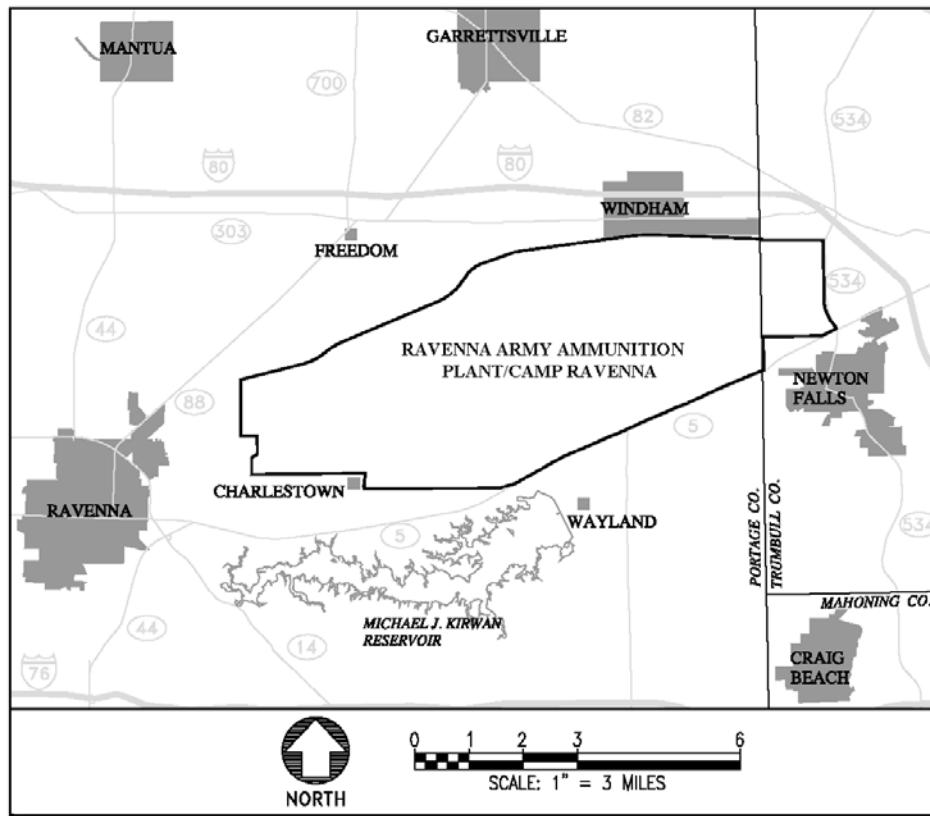 MANTUA
GARRETTSVILLE
700
82
534
80
80
WINDHAM
303
FREEDOM
534
44
RAVENNA ARMY AMMUNITION
PLANT/CAMP RAVENNA
NEWTON
FALLS
88
5
CHARLESTOWN
RAVENNA
WAYLAND
5
PORTAGE CO.
TRUMBULL CO.
534
MAHONING CO.
MICHAEL J. KIRWAN
RESERVOIR
44
14
76
CRAIG
BEACH
NORTH
0 1 2 3 6
SCALE: 1" = 3 MILES